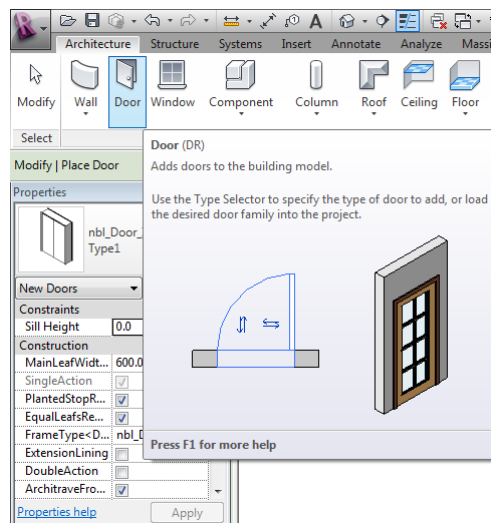 Architecture Structure Systems Insert Annotate Analyze Massi
Modify Wall Door Window Component Column Roof Ceiling Floor
Select
Modify | Place Door
Properties
nbl_Door_
Type1
New Doors
Constraints
Sill Height 0.0
Construction
MainLeafWidt... 600.0
SingleAction
PlantedStopR...
EqualLeafsRe...
FrameType<D... nbl_D
ExtensionLining
DoubleAction
ArchitraveFro...
Properties help Apply
Door (DR)
Adds doors to the building model.
Use the Type Selector to specify the type of door to add, or load
the desired door family into the project.
Press F1 for more help